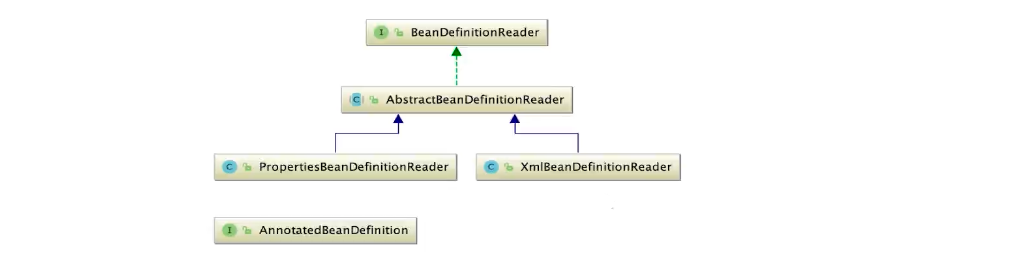 I BeanDefinitionReader
C AbstractBeanDefinitionReader
C PropertiesBeanDefinitionReader
C XmlBeanDefinitionReader
I AnnotatedBeanDefinition